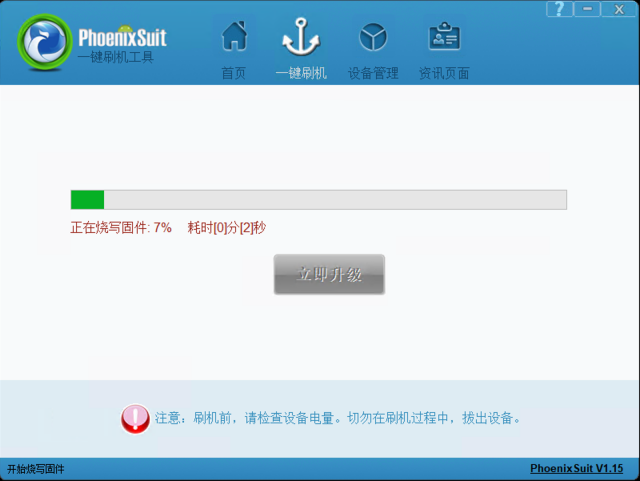 PhoenixSuit
一键刷机工具
首页 一键刷机 设备管理 资讯页面
正在烧写固件: 7% 耗时[0]分[2]秒
立即升级
注意：刷机前，请检查设备电量。切勿在刷机过程中，拔出设备。
开始烧写固件 PhoenixSuit V1.15